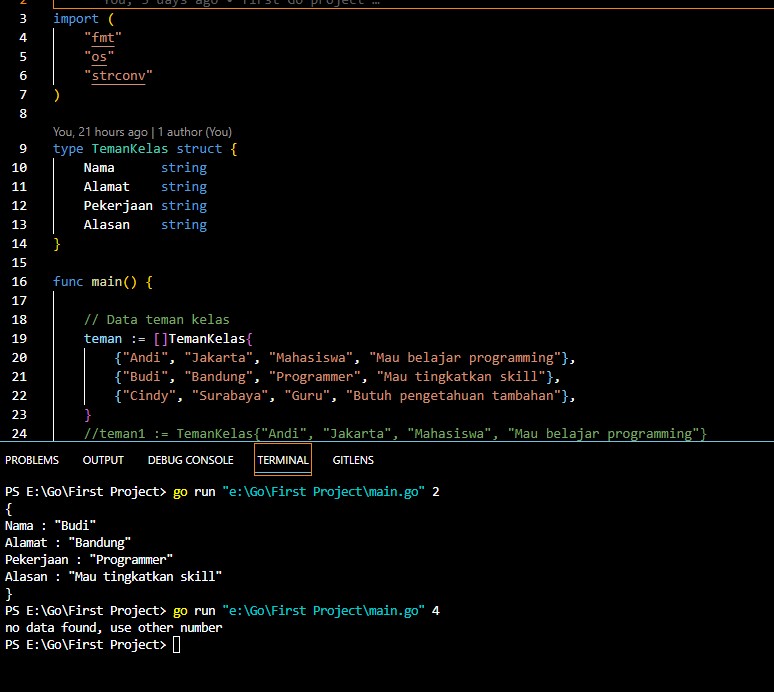 2 You, 5 days ago • first Go project …
3 import (
4 "fmt"
5 "os"
6 "strconv"
7 )
8
You, 21 hours ago | 1 author (You)
9 type TemanKelas struct {
10 Nama string
11 Alamat string
12 Pekerjaan string
13 Alasan string
14 }
15
16 func main() {
17
18 // Data teman kelas
19 teman := []TemanKelas{
20 {"Andi", "Jakarta", "Mahasiswa", "Mau belajar programming"},
21 {"Budi", "Bandung", "Programmer", "Mau tingkatkan skill"},
22 {"Cindy", "Surabaya", "Guru", "Butuh pengetahuan tambahan"},
23 }
24 //teman1 := TemanKelas{"Andi", "Jakarta", "Mahasiswa", "Mau belajar programming"}
PROBLEMS OUTPUT DEBUG CONSOLE TERMINAL GITLENS
PS E:\Go\First Project> go run "e:\Go\First Project\main.go" 2
{
Nama : "Budi"
Alamat : "Bandung"
Pekerjaan : "Programmer"
Alasan : "Mau tingkatkan skill"
}
PS E:\Go\First Project> go run "e:\Go\First Project\main.go" 4
no data found, use other number
PS E:\Go\First Project>